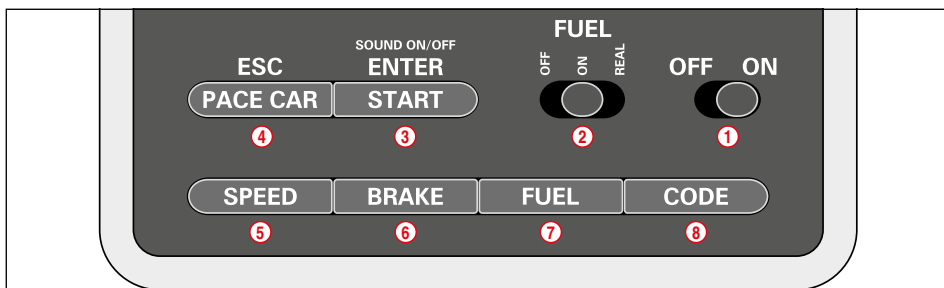 FUEL
SOUND ON/OFF
OFF ON REAL
ESC ENTER OFF ON
PACE CAR START
4 3 2 1
SPEED BRAKE FUEL CODE
5 6 7 8